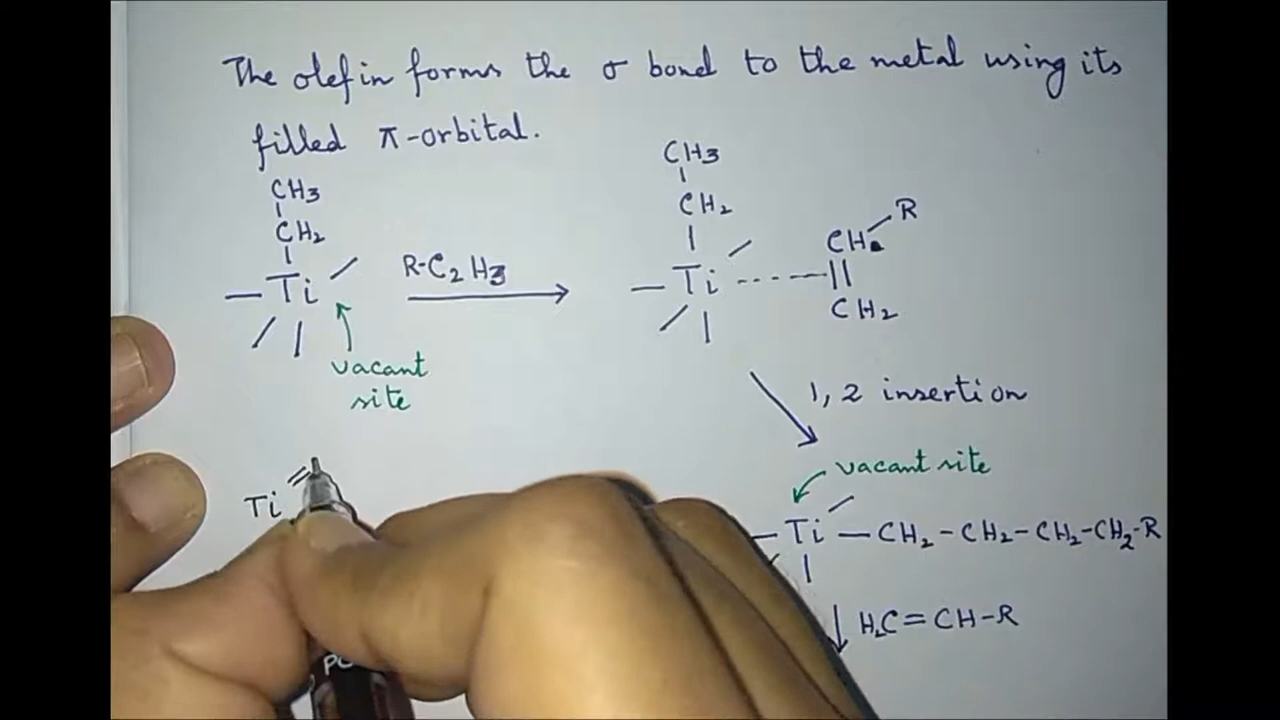 The olefin forms the σ bond to the metal using its
filled π-orbital.
CH3
CH2
Ti
R-C2H3
vacant
site
CH3
CH2
Ti
CH
R
CH2
1, 2 insertion
vacant site
Ti — CH2-CH2-CH2-CH2-R
H2C=CH-R
Ti